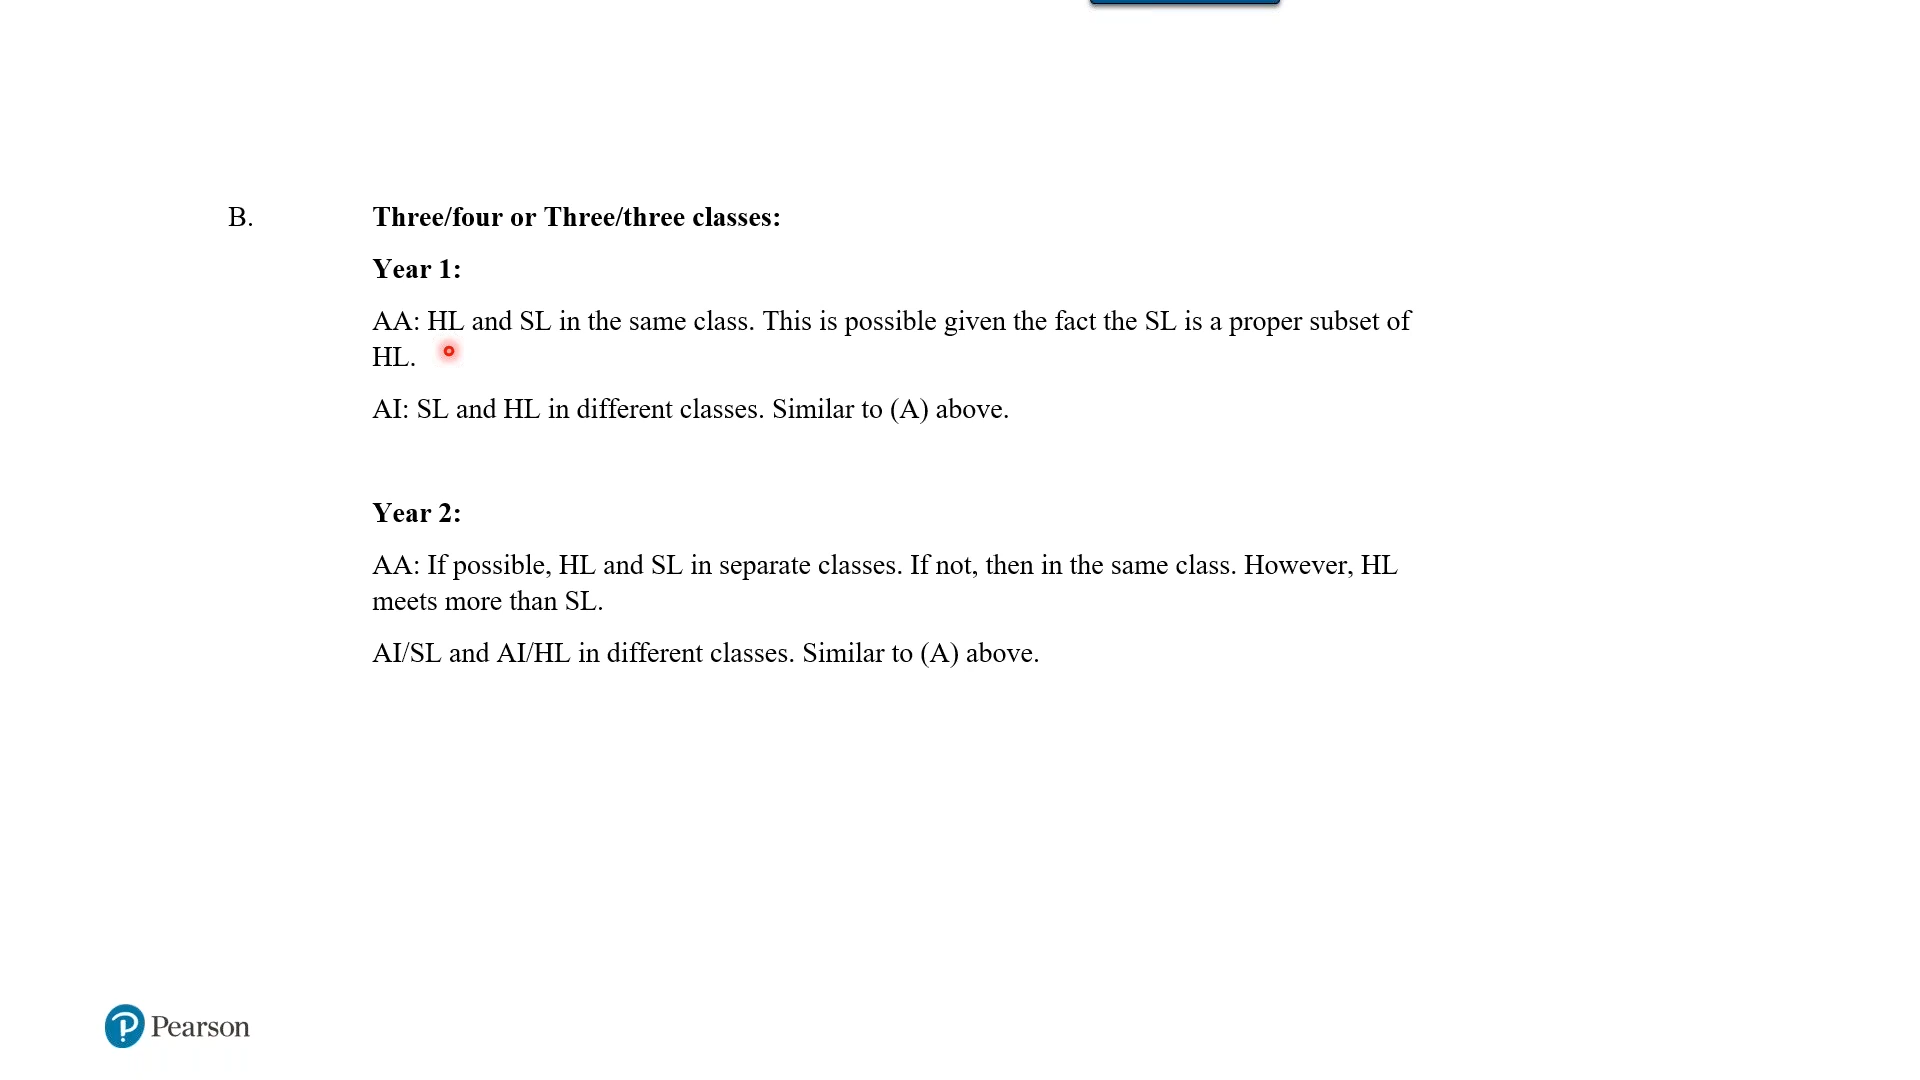 B. Three/four or Three/three classes:
Year 1:
AA: HL and SL in the same class. This is possible given the fact the SL is a proper subset of
HL.
AI: SL and HL in different classes. Similar to (A) above.
Year 2:
AA: If possible, HL and SL in separate classes. If not, then in the same class. However, HL
meets more than SL.
AI/SL and AI/HL in different classes. Similar to (A) above.
Pearson